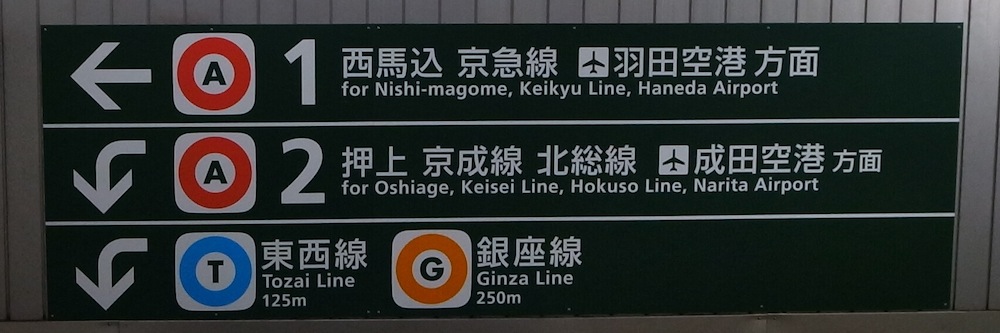 A 1 西馬込 京急線 羽田空港 方面
for Nishi-magome, Keikyu Line, Haneda Airport
A 2 押上 京成線 北総線 成田空港 方面
for Oshiage, Keisei Line, Hokuso Line, Narita Airport
T 東西線
Tozai Line
125m
G 銀座線
Ginza Line
250m